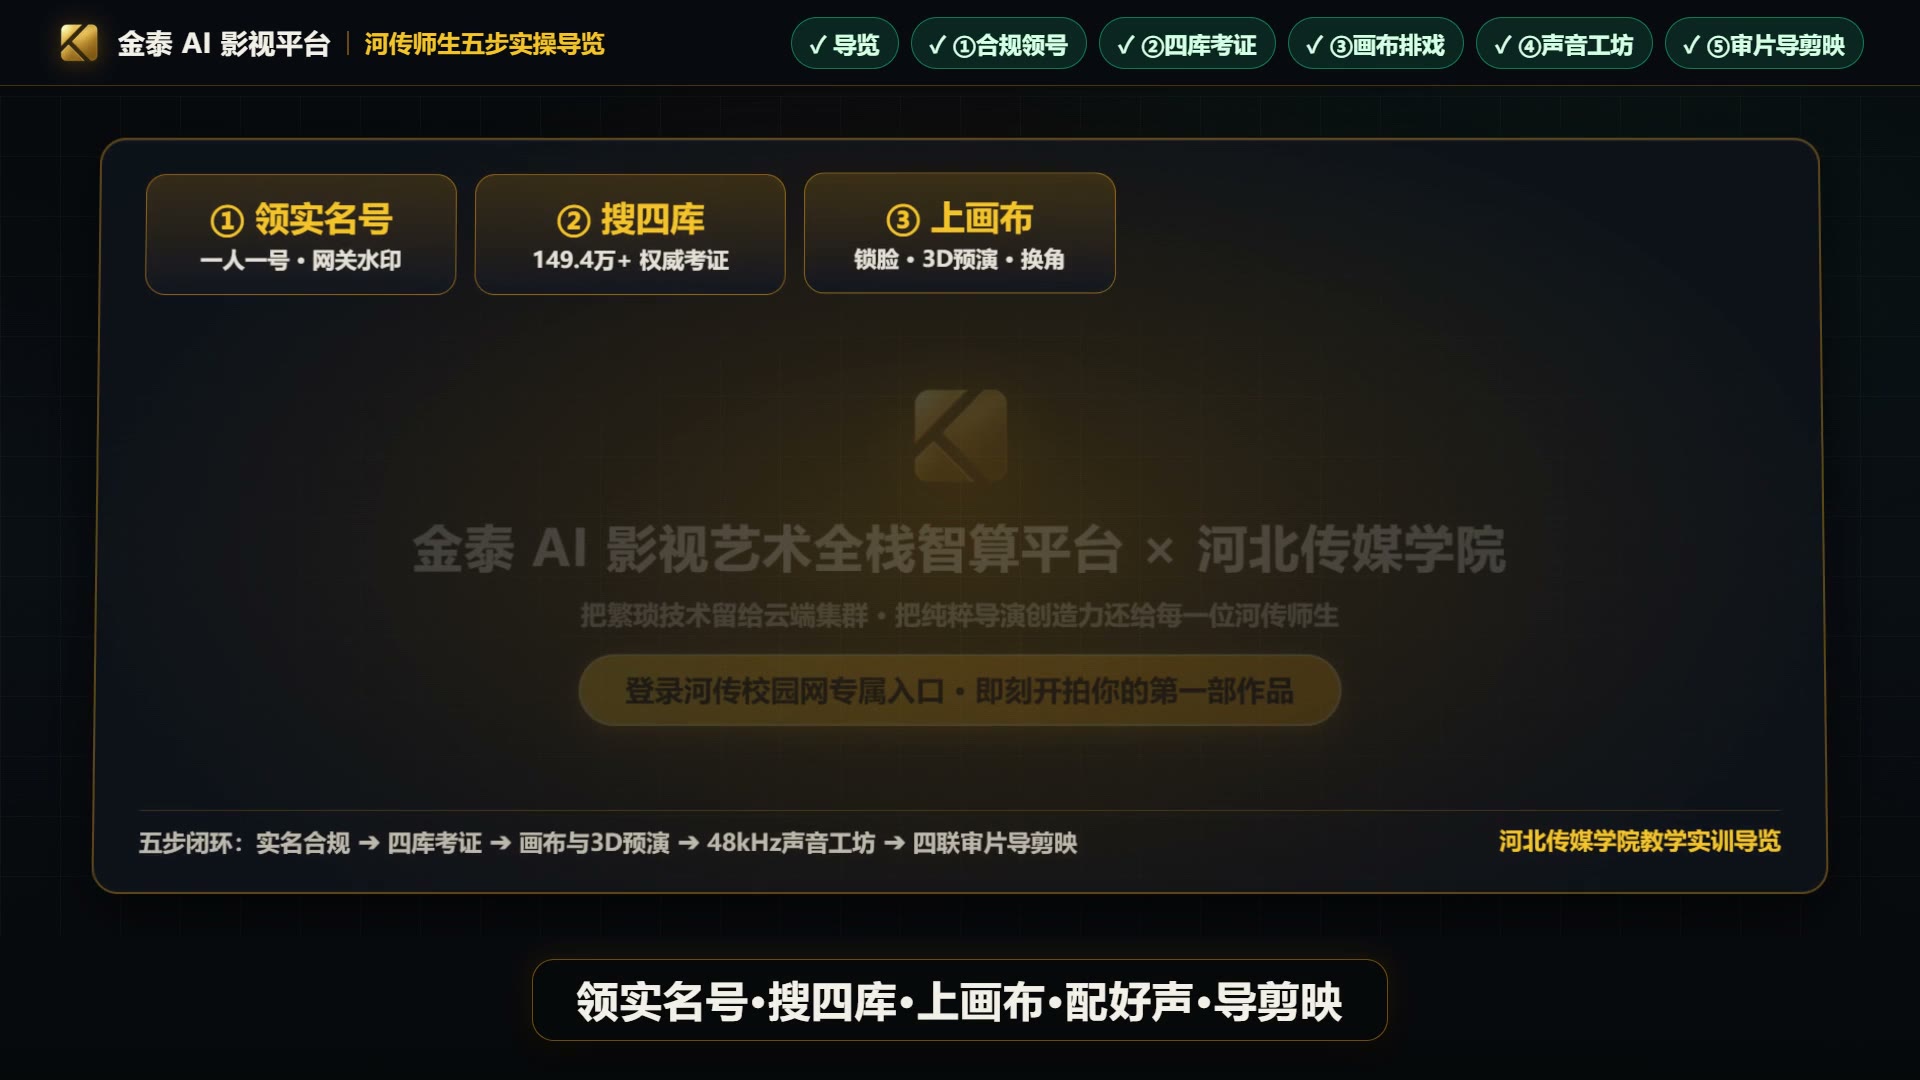 金泰 AI 影视平台
河传师生五步实操导览
✓ 导览
✓ ①合规领号
✓ ②四库考证
✓ ③画布排戏
✓ ④声音工坊
✓ ⑤审片导剪映
① 领实名号
一人一号・网关水印
② 搜四库
149.4万+ 权威考证
③ 上画布
锁脸・3D预演・换角
金泰 AI 影视艺术全栈智算平台 × 河北传媒学院
把繁琐技术留给云端集群・把纯粹导演创造力还给每一位河传师生
登录河传校园网专属入口・即刻开拍你的第一部作品
五步闭环：实名合规 ➔ 四库考证 ➔ 画布与3D预演 ➔ 48kHz声音工坊 ➔ 四联审片导剪映
河北传媒学院教学实训导览
领实名号・搜四库・上画布・配好声・导剪映